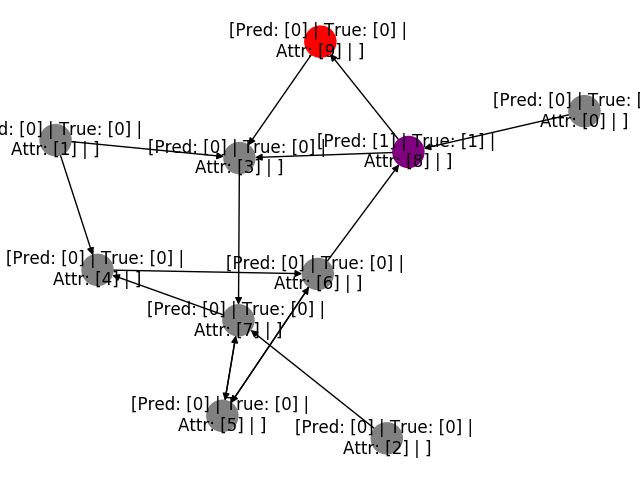 [Pred: [0] | True: [0] |
Attr: [9] | ]
[Pred: [0] | True: [
Attr: [0] | ]
d: [0] | True: [0] |
Attr: [1] | ]
[Pred: [1] | True: [1] |
Attr: [8] | ]
[Pred: [0] | True: [0] |
Attr: [3] | ]
[Pred: [0] | True: [0] |
Attr: [4] | ]
[Pred: [0] | True: [0] |
Attr: [6] | ]
[Pred: [0] | True: [0] |
Attr: [7] | ]
[Pred: [0] | True: [0] |
Attr: [5] | ]
[Pred: [0] | True: [0] |
Attr: [2] | ]